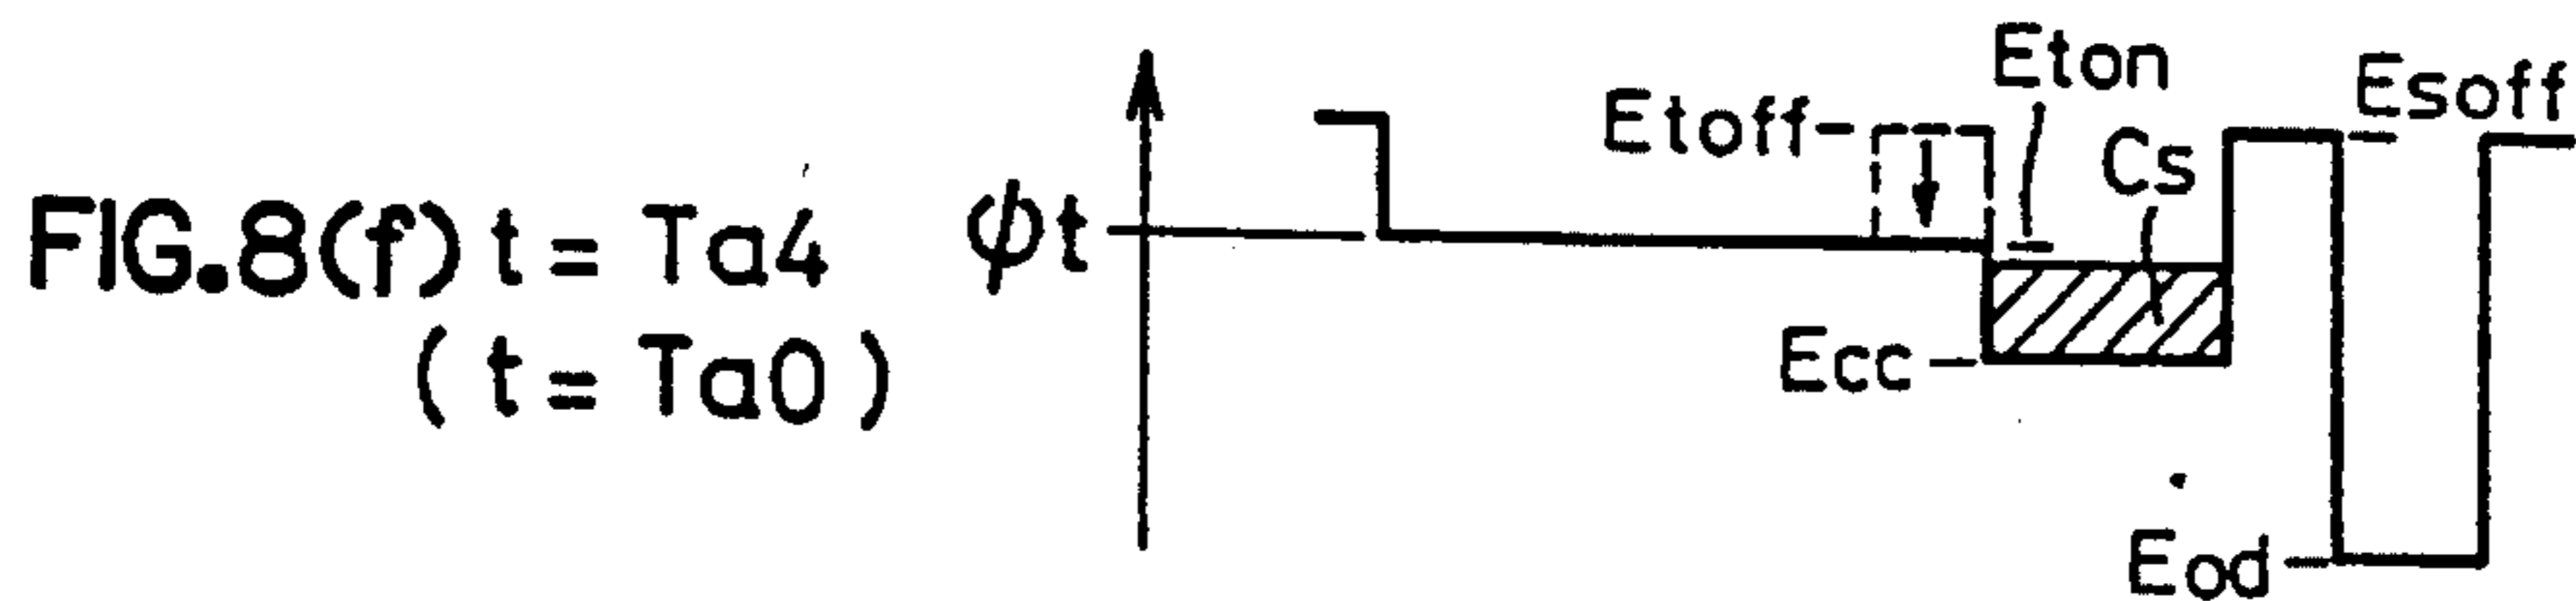 FIG.8(f) t = Ta4
( t = Ta0 )
φt
Etoff
Eton
Cs
Esoff
Ecc
Eod